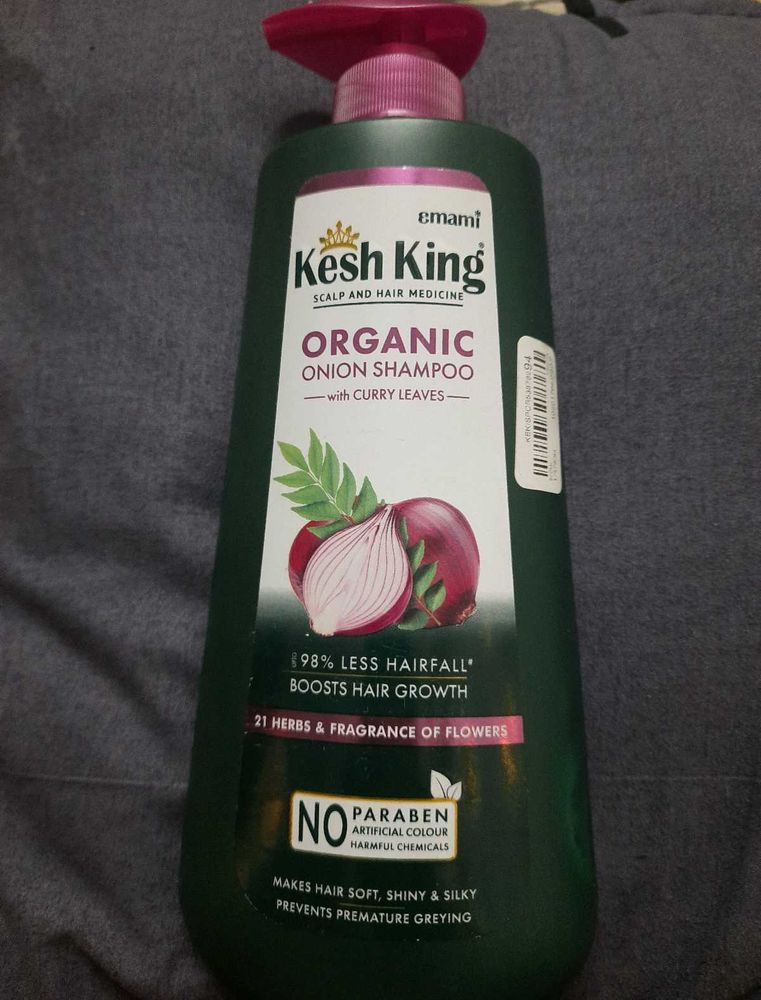 emami
Kesh King®
SCALP AND HAIR MEDICINE
ORGANIC
ONION SHAMPOO
with CURRY LEAVES
94
UPTO 98% LESS HAIRFALL#
BOOSTS HAIR GROWTH
21 HERBS & FRAGRANCE OF FLOWERS
NO PARABEN
ARTIFICIAL COLOUR
HARMFUL CHEMICALS
MAKES HAIR SOFT, SHINY & SILKY
PREVENTS PREMATURE GREYING